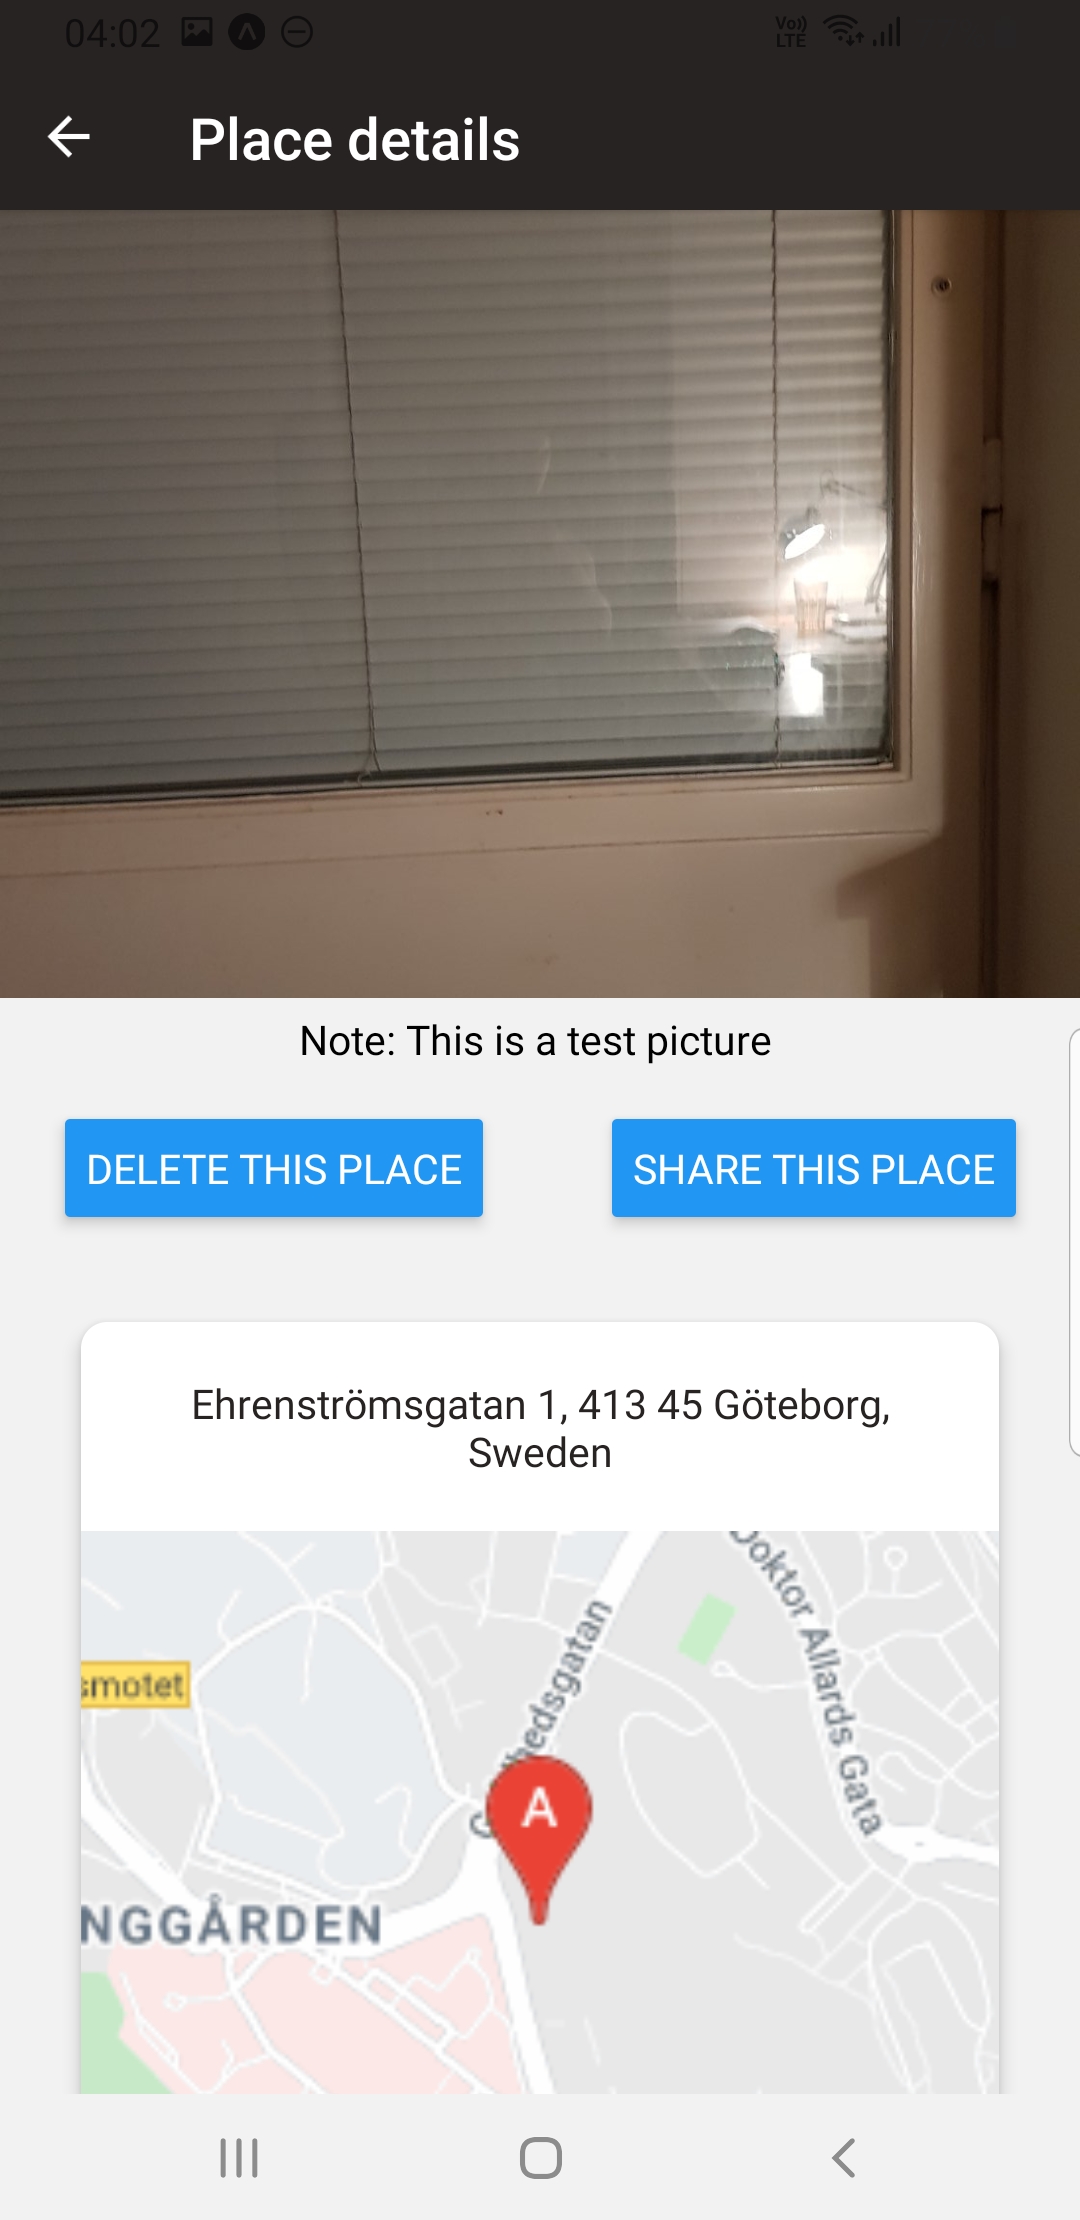 04:02
Vo))
LTE
Place details
Note: This is a test picture
DELETE THIS PLACE
SHARE THIS PLACE
Ehrenströmsgatan 1, 413 45 Göteborg,
Sweden
Doktor Allards Gata
smotet
hedsgatan
A
NGGÅRDEN